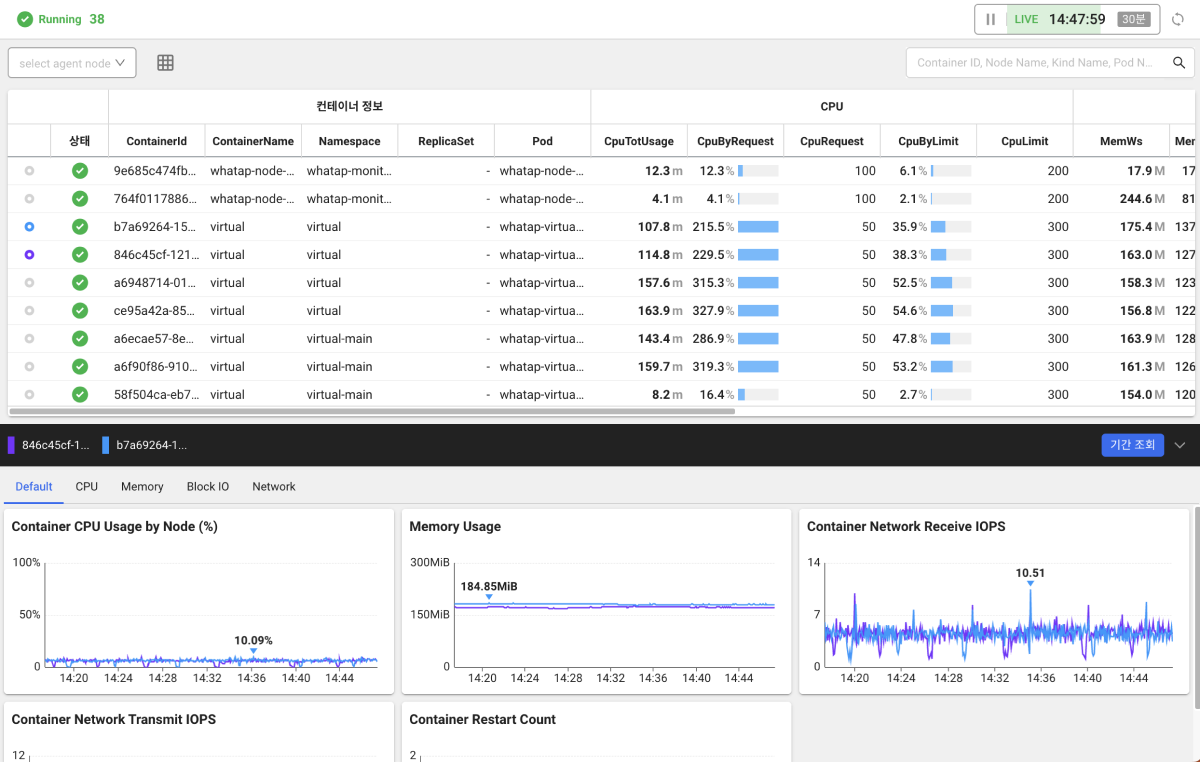 Running 38
LIVE 14:47:59 30분
select agent node
Container ID, Node Name, Kind Name, Pod N...
컨테이너 정보 CPU
상태 ContainerId ContainerName Namespace ReplicaSet Pod CpuTotUsage CpuByRequest CpuRequest CpuByLimit CpuLimit MemWs Mer
9e685c474fb... whatap-node-... whatap-monit... - whatap-node-... 12.3 m 12.3% 100 6.1% 200 17.9 M 17
764f0117886... whatap-node-... whatap-monit... - whatap-node-... 4.1 m 4.1% 100 2.1% 200 244.6 M 81
b7a69264-15... virtual virtual - whatap-virtua... 107.8 m 215.5% 50 35.9% 300 175.4 M 137
846c45cf-121... virtual virtual - whatap-virtua... 114.8 m 229.5% 50 38.3% 300 163.0 M 127
a6948714-01... virtual virtual - whatap-virtua... 157.6 m 315.3% 50 52.5% 300 158.3 M 123
ce95a42a-85... virtual virtual - whatap-virtua... 163.9 m 327.9% 50 54.6% 300 156.8 M 122
a6ecae57-8e... virtual virtual-main - whatap-virtua... 143.4 m 286.9% 50 47.8% 300 163.9 M 128
a6f90f86-910... virtual virtual-main - whatap-virtua... 159.7 m 319.3% 50 53.2% 300 161.3 M 126
58f504ca-eb7... virtual virtual-main - whatap-virtua... 8.2 m 16.4% 50 2.7% 300 154.0 M 120
846c45cf-1... b7a69264-1... 기간 조회
Default CPU Memory Block IO Network
Container CPU Usage by Node (%)
100%
50%
0
10.09%
14:20 14:24 14:28 14:32 14:36 14:40 14:44
Memory Usage
300MiB
150MiB
0
184.85MiB
14:20 14:24 14:28 14:32 14:36 14:40 14:44
Container Network Receive IOPS
14
7
0
10.51
14:20 14:24 14:28 14:32 14:36 14:40 14:44
Container Network Transmit IOPS
12
Container Restart Count
2